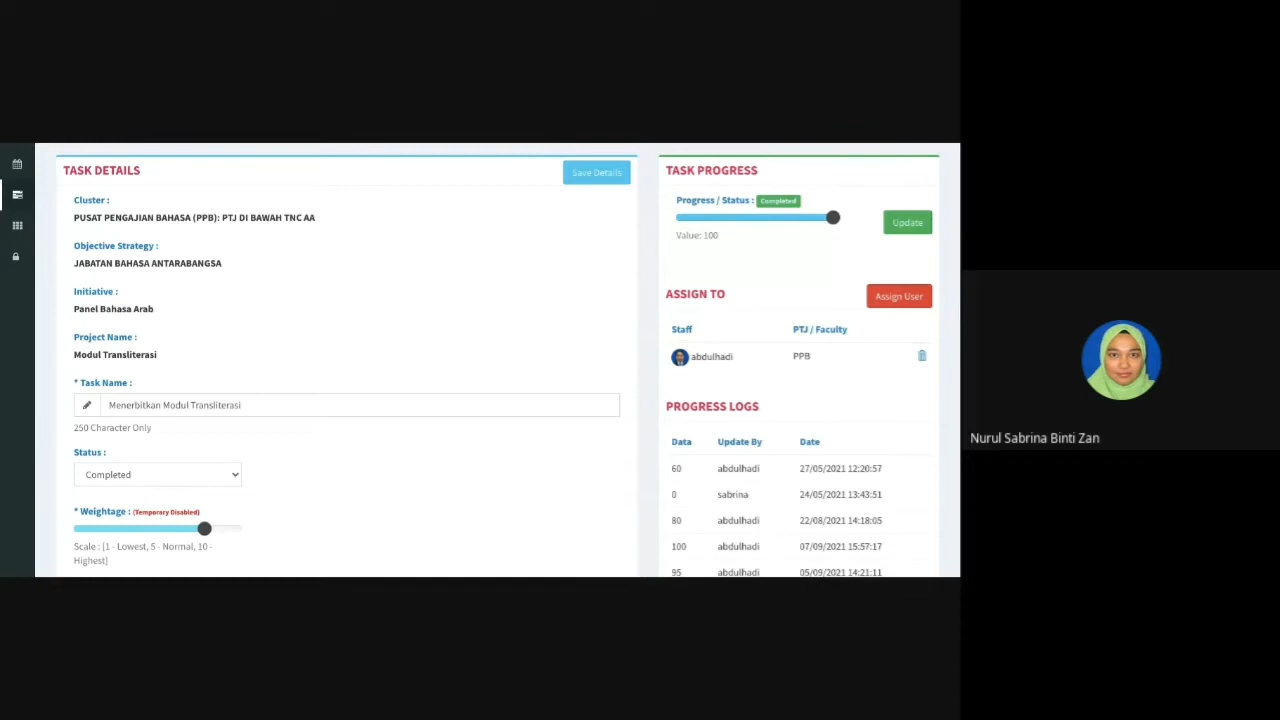 TASK DETAILS
Save Details
Cluster :
PUSAT PENGAJIAN BAHASA (PPB): PTJ DI BAWAH TNC AA
Objective Strategy :
JABATAN BAHASA ANTARABANGSA
Initiative :
Panel Bahasa Arab
Project Name :
Modul Transliterasi
* Task Name :
Menerbitkan Modul Transliterasi
250 Character Only
Status :
Completed
* Weightage : (Temporary Disabled)
Scale : [1 - Lowest, 5 - Normal, 10 -
Highest]
TASK PROGRESS
Progress / Status : Completed
Update
Value: 100
ASSIGN TO
Assign User
Staff PTJ / Faculty
abdulhadi PPB
PROGRESS LOGS
Data Update By Date
60 abdulhadi 27/05/2021 12:20:57
0 sabrina 24/05/2021 13:43:51
80 abdulhadi 22/08/2021 14:18:05
100 abdulhadi 07/09/2021 15:57:17
95 abdulhadi 05/09/2021 14:21:11
Nurul Sabrina Binti Zan